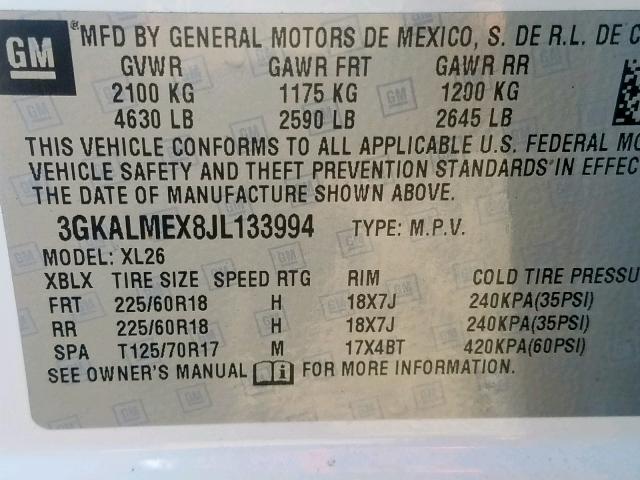 GM
® MFD BY GENERAL MOTORS DE MEXICO, S. DE R.L. DE C
GVWR GAWR FRT GAWR RR
2100 KG 1175 KG 1200 KG
4630 LB 2590 LB 2645 LB
THIS VEHICLE CONFORMS TO ALL APPLICABLE U.S. FEDERAL MO
VEHICLE SAFETY AND THEFT PREVENTION STANDARDS IN EFFEC
THE DATE OF MANUFACTURE SHOWN ABOVE.
3GKALMEX8JL133994 TYPE: M.P.V.
MODEL: XL26
XBLX TIRE SIZE SPEED RTG RIM COLD TIRE PRESSU
FRT 225/60R18 H 18X7J 240KPA(35PSI)
RR 225/60R18 H 18X7J 240KPA(35PSI)
SPA T125/70R17 M 17X4BT 420KPA(60PSI)
SEE OWNER'S MANUAL i FOR MORE INFORMATION.